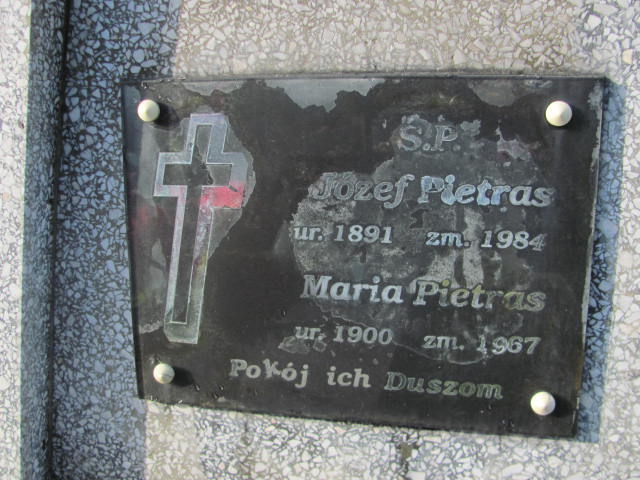 Ś.P.
Józef Pietras
ur. 1891 zm. 1984
Maria Pietras
ur. 1900 zm. 1967
Pokój ich Duszom